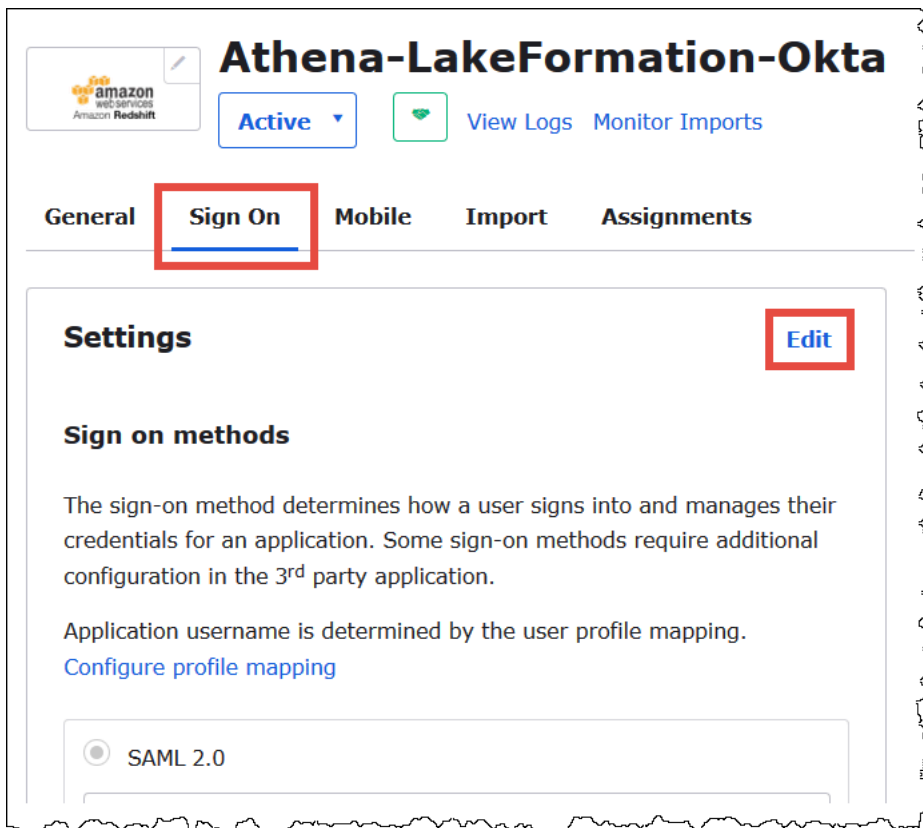 Athena-LakeFormation-Okta
amazon
webservices
Amazon Redshift
Active
View Logs
Monitor Imports
General
Sign On
Mobile
Import
Assignments
Settings
Edit
Sign on methods
The sign-on method determines how a user signs into and manages their
credentials for an application. Some sign-on methods require additional
configuration in the 3rd party application.
Application username is determined by the user profile mapping.
Configure profile mapping
SAML 2.0